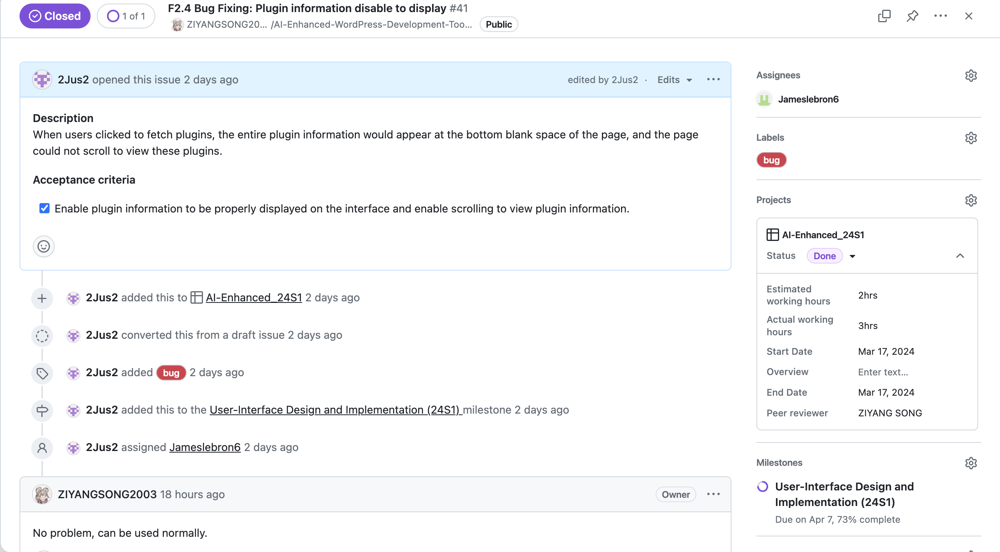 Closed
1 of 1
F2.4 Bug Fixing: Plugin information disable to display #41
ZIYANGSONG20... /AI-Enhanced-WordPress-Development-Too...
Public
2Jus2 opened this issue 2 days ago
edited by 2Jus2 · Edits
Description
When users clicked to fetch plugins, the entire plugin information would appear at the bottom blank space of the page, and the page
could not scroll to view these plugins.
Acceptance criteria
Enable plugin information to be properly displayed on the interface and enable scrolling to view plugin information.
2Jus2 added this to AI-Enhanced_24S1 2 days ago
2Jus2 converted this from a draft issue 2 days ago
2Jus2 added bug 2 days ago
2Jus2 added this to the User-Interface Design and Implementation (24S1) milestone 2 days ago
2Jus2 assigned Jameslebron6 2 days ago
ZIYANGSONG2003 18 hours ago
Owner
No problem, can be used normally.
Assignees
Jameslebron6
Labels
bug
Projects
AI-Enhanced_24S1
Status Done
Estimated
working hours
2hrs
Actual working
hours
3hrs
Start Date Mar 17, 2024
Overview Enter text...
End Date Mar 17, 2024
Peer reviewer ZIYANG SONG
Milestones
User-Interface Design and
Implementation (24S1)
Due on Apr 7, 73% complete